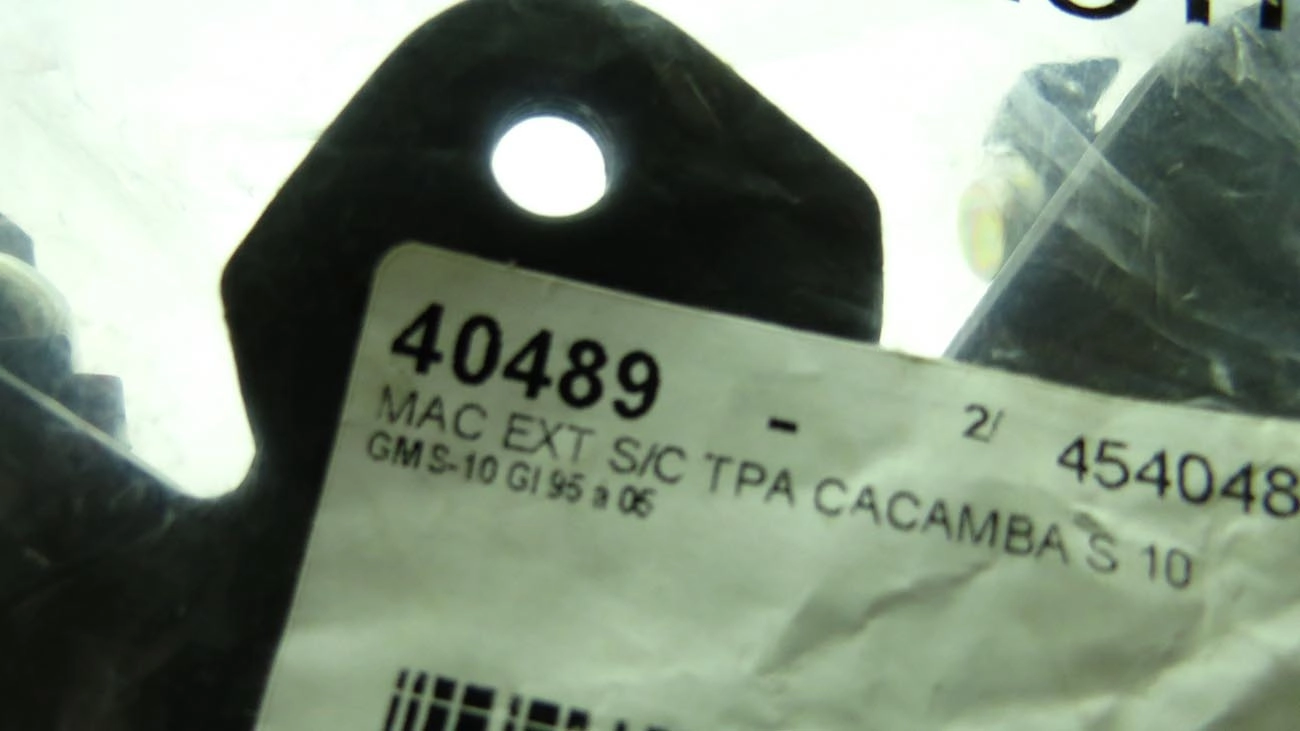 40489 - 2/ 454048
MAC EXT S/C TPA CACAMBA S 10
GM S-10 GI 95 a 05